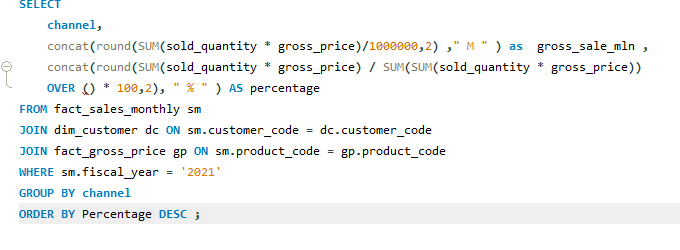 SELECT
channel,
concat(round(SUM(sold_quantity * gross_price)/1000000,2) ," M " ) as  gross_sale_mln ,
concat(round(SUM(sold_quantity * gross_price) / SUM(SUM(sold_quantity * gross_price))
OVER () * 100,2), " % " ) AS percentage
FROM fact_sales_monthly sm
JOIN dim_customer dc ON sm.customer_code = dc.customer_code
JOIN fact_gross_price gp ON sm.product_code = gp.product_code
WHERE sm.fiscal_year = '2021'
GROUP BY channel
ORDER BY Percentage DESC ;